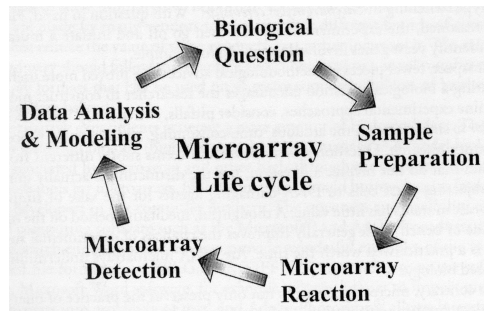 Biological
Question
Data Analysis
& Modeling
Microarray
Life cycle
Sample
Preparation
Microarray
Detection
Microarray
Reaction